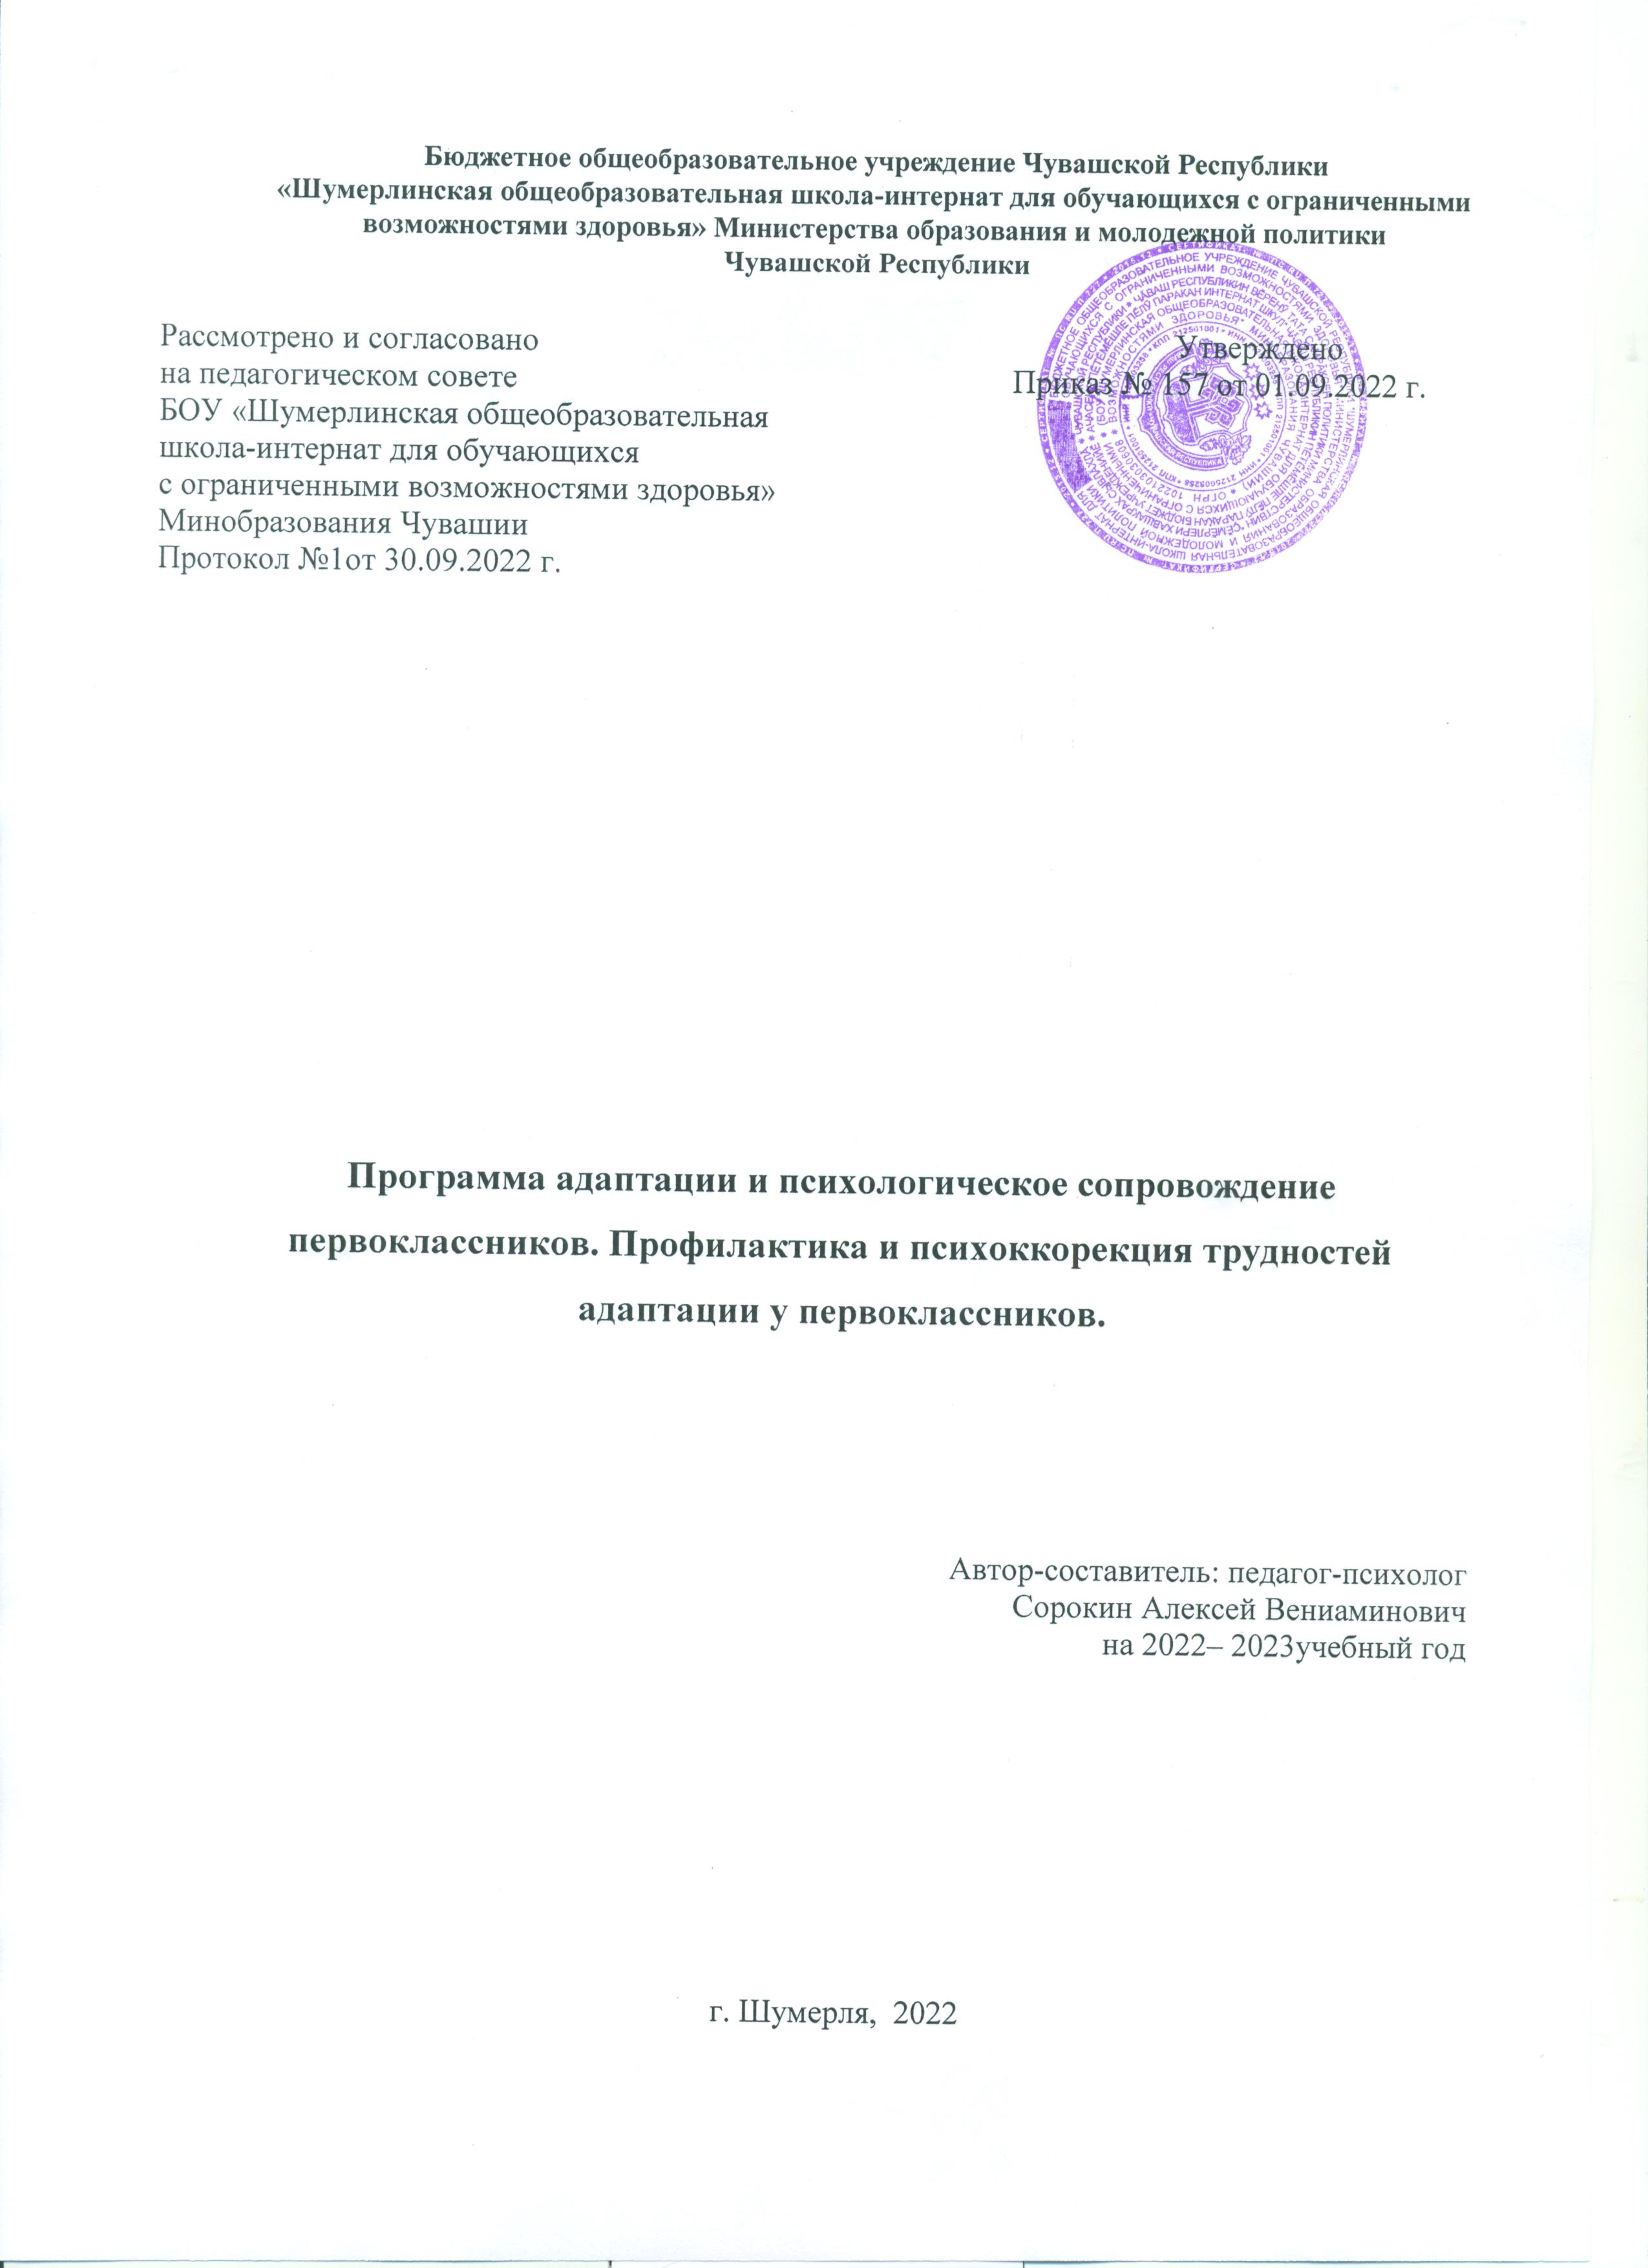 Бюджетное общеобразовательное учреждение Чувашской Республики
«Шумерлинская общеобразовательная школа-интернат для обучающихся с ограниченными
возможностями здоровья» Министерства образования и молодежной политики
Чувашской Республики
Рассмотрено и согласовано
на педагогическом совете
БОУ «Шумерлинская общеобразовательная
школа-интернат для обучающихся
с ограниченными возможностями здоровья»
Минобразования Чувашии
Протокол №1от 30.09.2022 г.
Утверждено
Приказ № 157 от 01.09.2022 г.
Программа адаптации и психологическое сопровождение
первоклассников. Профилактика и психоккорекция трудностей
адаптации у первоклассников.
Автор-составитель: педагог-психолог
Сорокин Алексей Вениаминович
на 2022– 2023учебный год
г. Шумерля, 2022